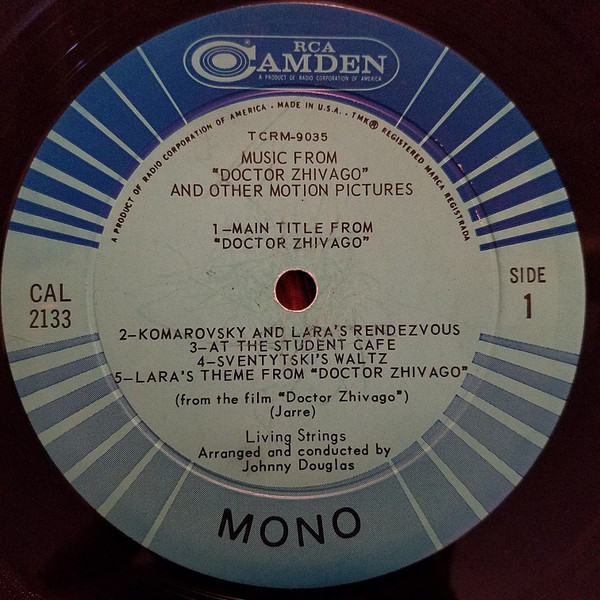 RCA
CAMDEN
A PRODUCT OF RADIO CORPORATION OF AMERICA
A PRODUCT OF RADIO CORPORATION OF AMERICA • MADE IN U.S.A. • TMK® REGISTERED MARCA REGISTRADA
TCRM-9035
MUSIC FROM
"DOCTOR ZHIVAGO"
AND OTHER MOTION PICTURES
1—MAIN TITLE FROM
"DOCTOR ZHIVAGO"
CAL
2133
SIDE
1
2—KOMAROVSKY AND LARA'S RENDEZVOUS
3—AT THE STUDENT CAFE
4—SVENTYTSKI'S WALTZ
5—LARA'S THEME FROM "DOCTOR ZHIVAGO"
(from the film "Doctor Zhivago")
(Jarre)
Living Strings
Arranged and conducted by
Johnny Douglas
MONO